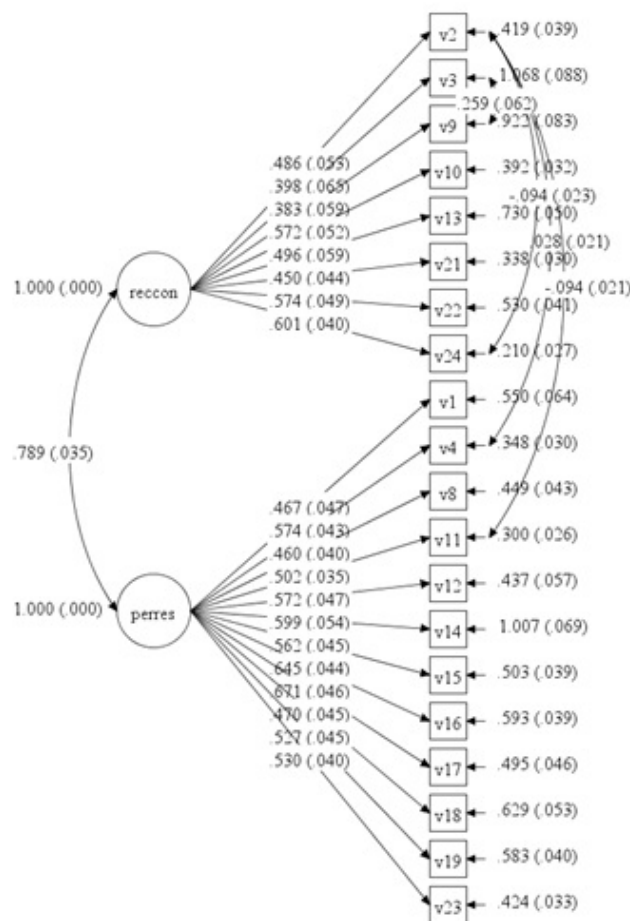 v2 .419 (.039)
v3 1.068 (.088)
.259 (.062)
v9 .922 (.083)
.486 (.053)
.398 (.065)
v10 .392 (.032)
.383 (.059)
-.094 (.023)
.572 (.052)
v13 .730 (.050)
.496 (.059)
.028 (.021)
.450 (.044)
v21 .338 (.030)
1.000 (.000) reccon
-.094 (.021)
.574 (.049)
v22 .530 (.041)
.601 (.040)
v24 .210 (.027)
v1 .550 (.064)
v4 .348 (.030)
.789 (.035)
v8 .449 (.043)
.467 (.047)
.574 (.043)
v11 .300 (.026)
.460 (.040)
.502 (.035)
v12 .437 (.057)
.572 (.047)
1.000 (.000) perres
.599 (.054)
v14 1.007 (.069)
.562 (.045)
.645 (.044)
v15 .503 (.039)
.671 (.046)
.470 (.045)
v16 .593 (.039)
.527 (.045)
.530 (.040)
v17 .495 (.046)
v18 .629 (.053)
v19 .583 (.040)
v23 .424 (.033)